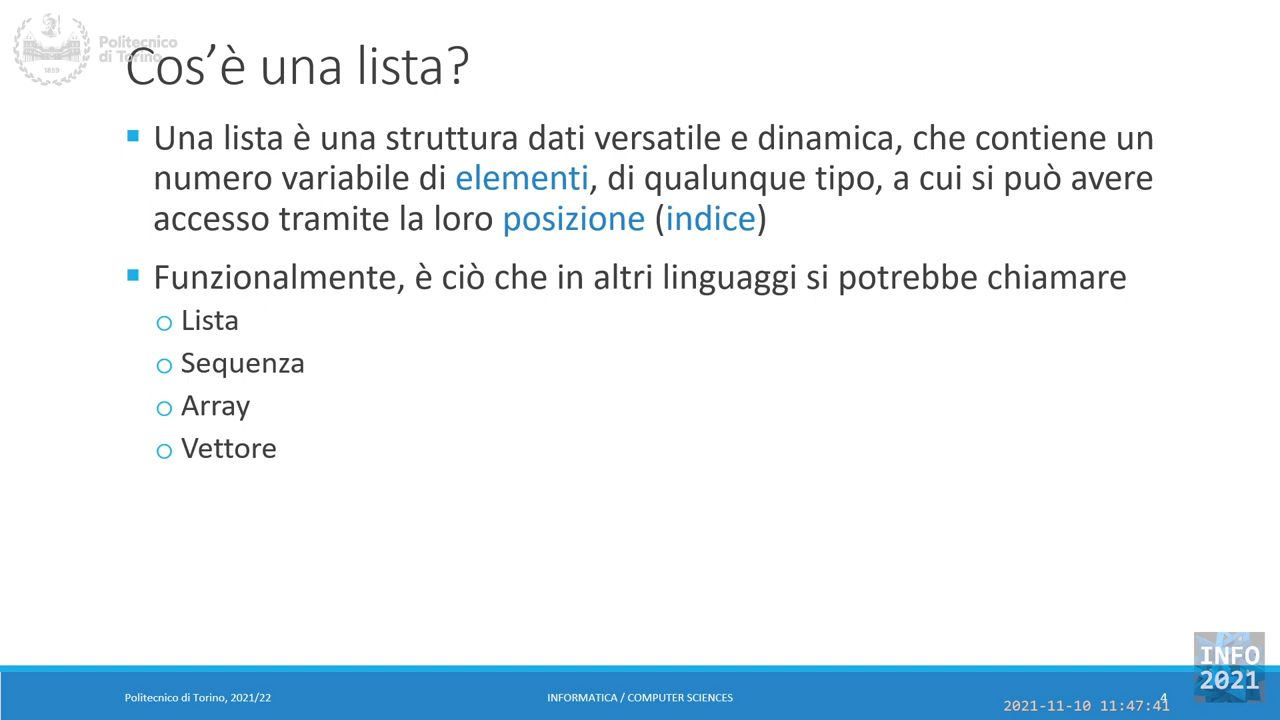 Politecnico
di Torino
1859
Cos’è una lista?
Una lista è una struttura dati versatile e dinamica, che contiene un
numero variabile di elementi, di qualunque tipo, a cui si può avere
accesso tramite la loro posizione (indice)
Funzionalmente, è ciò che in altri linguaggi si potrebbe chiamare
Lista
Sequenza
Array
Vettore
INFO
2021
Politecnico di Torino, 2021/22
INFORMATICA / COMPUTER SCIENCES
4
2021-11-10 11:47:41